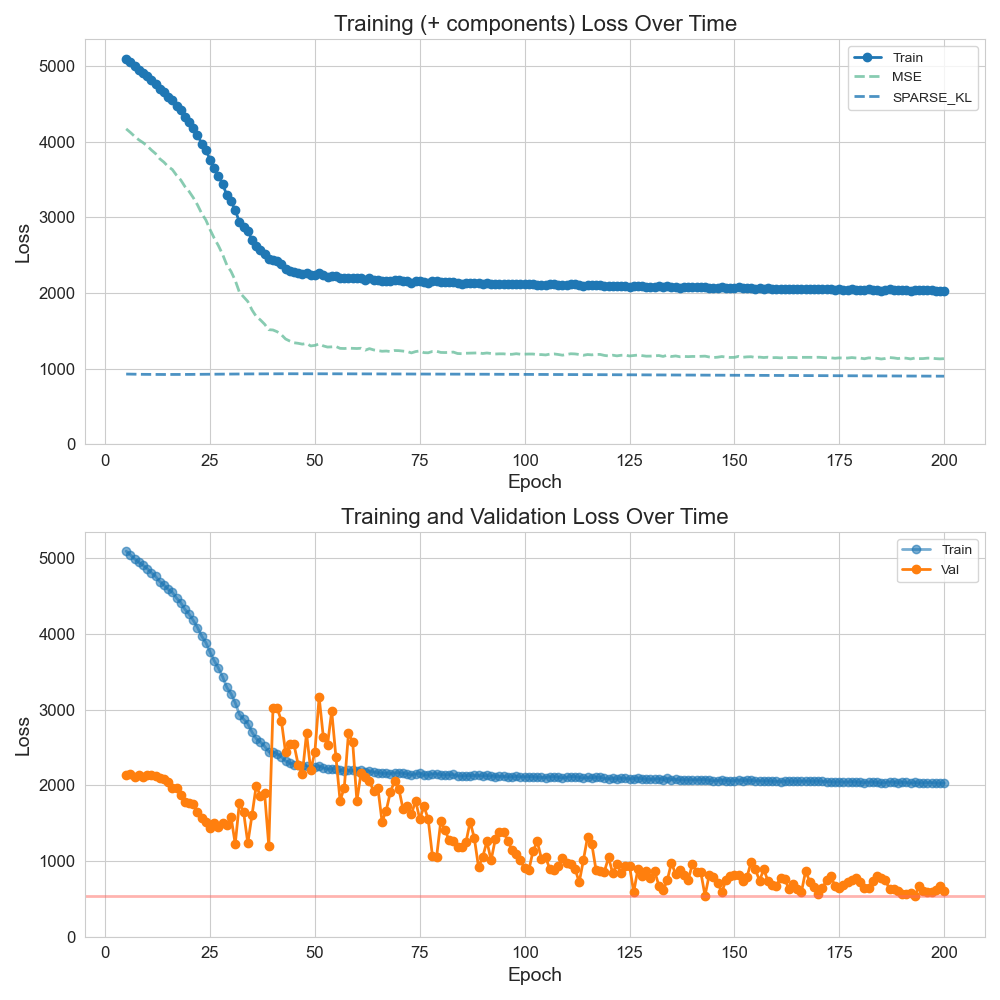 Training (+ components) Loss Over Time
Train
MSE
SPARSE_KL
Loss
5000
4000
3000
2000
1000
0
0 25 50 75 100 125 150 175 200
Epoch
Training and Validation Loss Over Time
Train
Val
Loss
5000
4000
3000
2000
1000
0
0 25 50 75 100 125 150 175 200
Epoch